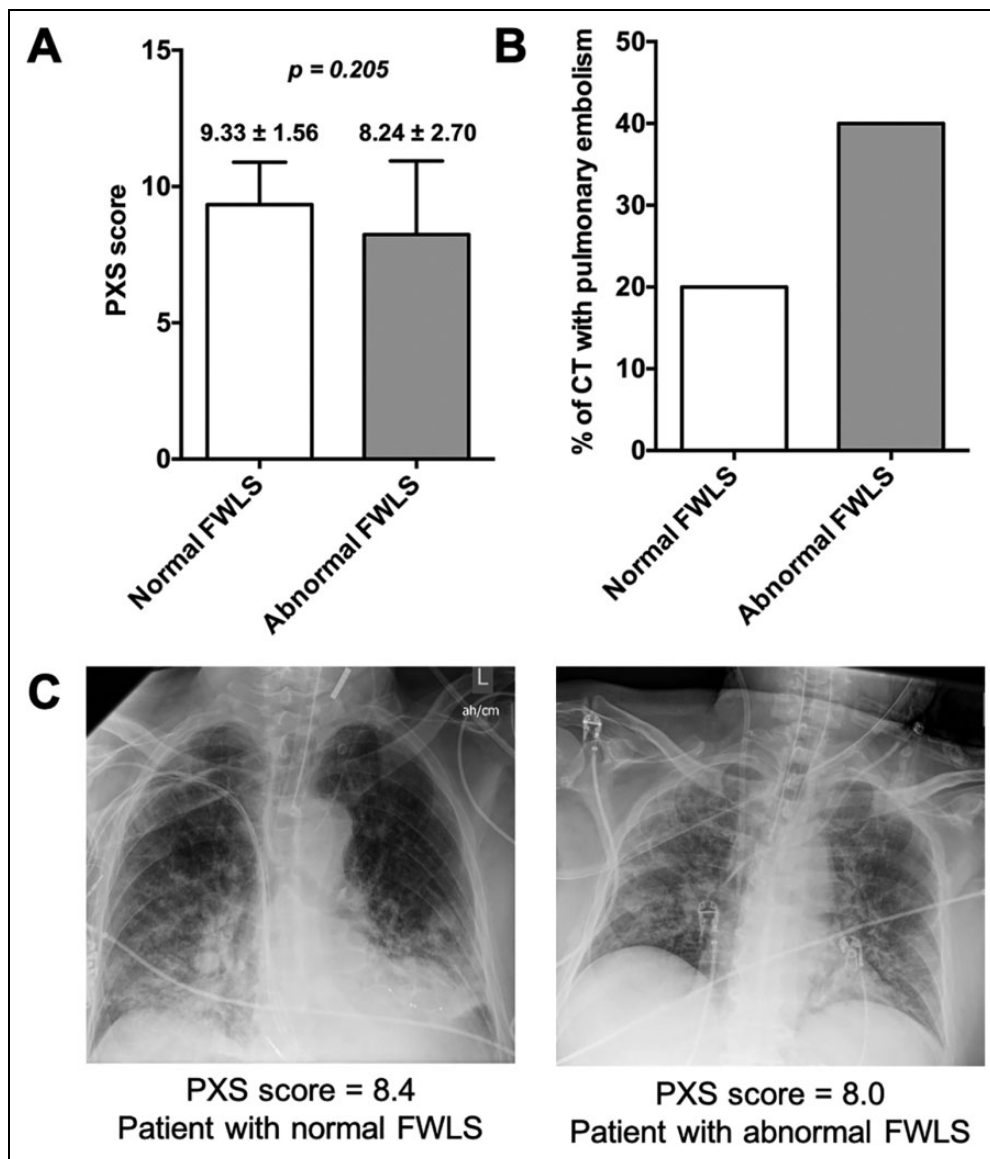 A
15
10
5
0
PXS score
p = 0.205
9.33 ± 1.56
8.24 ± 2.70
Normal FWLS
Abnormal FWLS
B
50
40
30
20
10
0
% of CT with pulmonary embolism
Normal FWLS
Abnormal FWLS
C
L
ah/cm
PXS score = 8.4
Patient with normal FWLS
PXS score = 8.0
Patient with abnormal FWLS